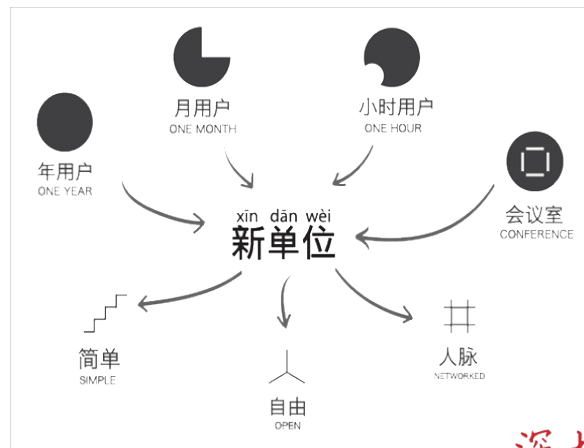 月用户
ONE MONTH
小时用户
ONE HOUR
年用户
ONE YEAR
会议室
CONFERENCE
xīn dān wèi
新单位
简单
SIMPLE
自由
OPEN
人脉
NETWORKED
深